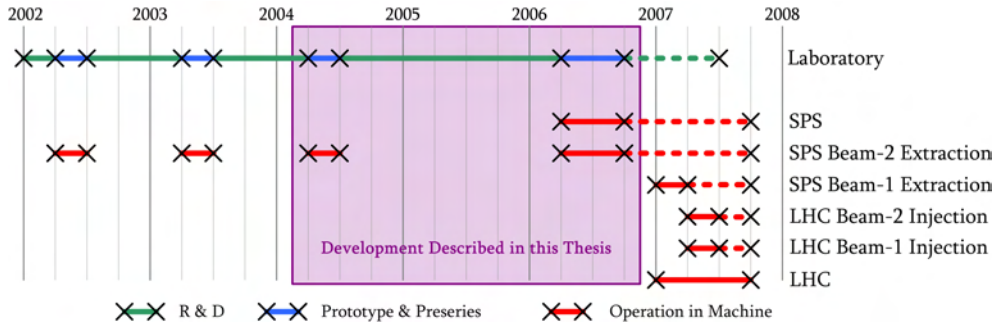 2002 2003 2004 2005 2006 2007 2008
Laboratory
SPS
SPS Beam-2 Extraction
SPS Beam-1 Extraction
LHC Beam-2 Injection
Development Described in this Thesis LHC Beam-1 Injection
LHC
R & D Prototype & Preseries Operation in Machine